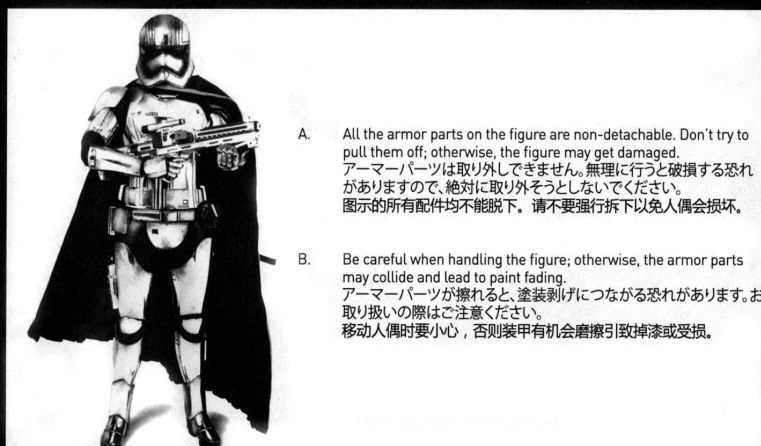 A. All the armor parts on the figure are non-detachable. Don't try to
pull them off; otherwise, the figure may get damaged.
アーマーパーツは取り外しできません。無理に行うと破損する恐れ
がありますので、絶対に取り外そうとしないでください。
图示的所有配件均不能脱下。请不要强行拆下以免人偶会损坏。
B. Be careful when handling the figure; otherwise, the armor parts
may collide and lead to paint fading.
アーマーパーツが擦れると、塗装剥げにつながる恐れがあります。お
取り扱いの際はご注意ください。
移动人偶时要小心，否则装甲有机会磨擦引致掉漆或受损。